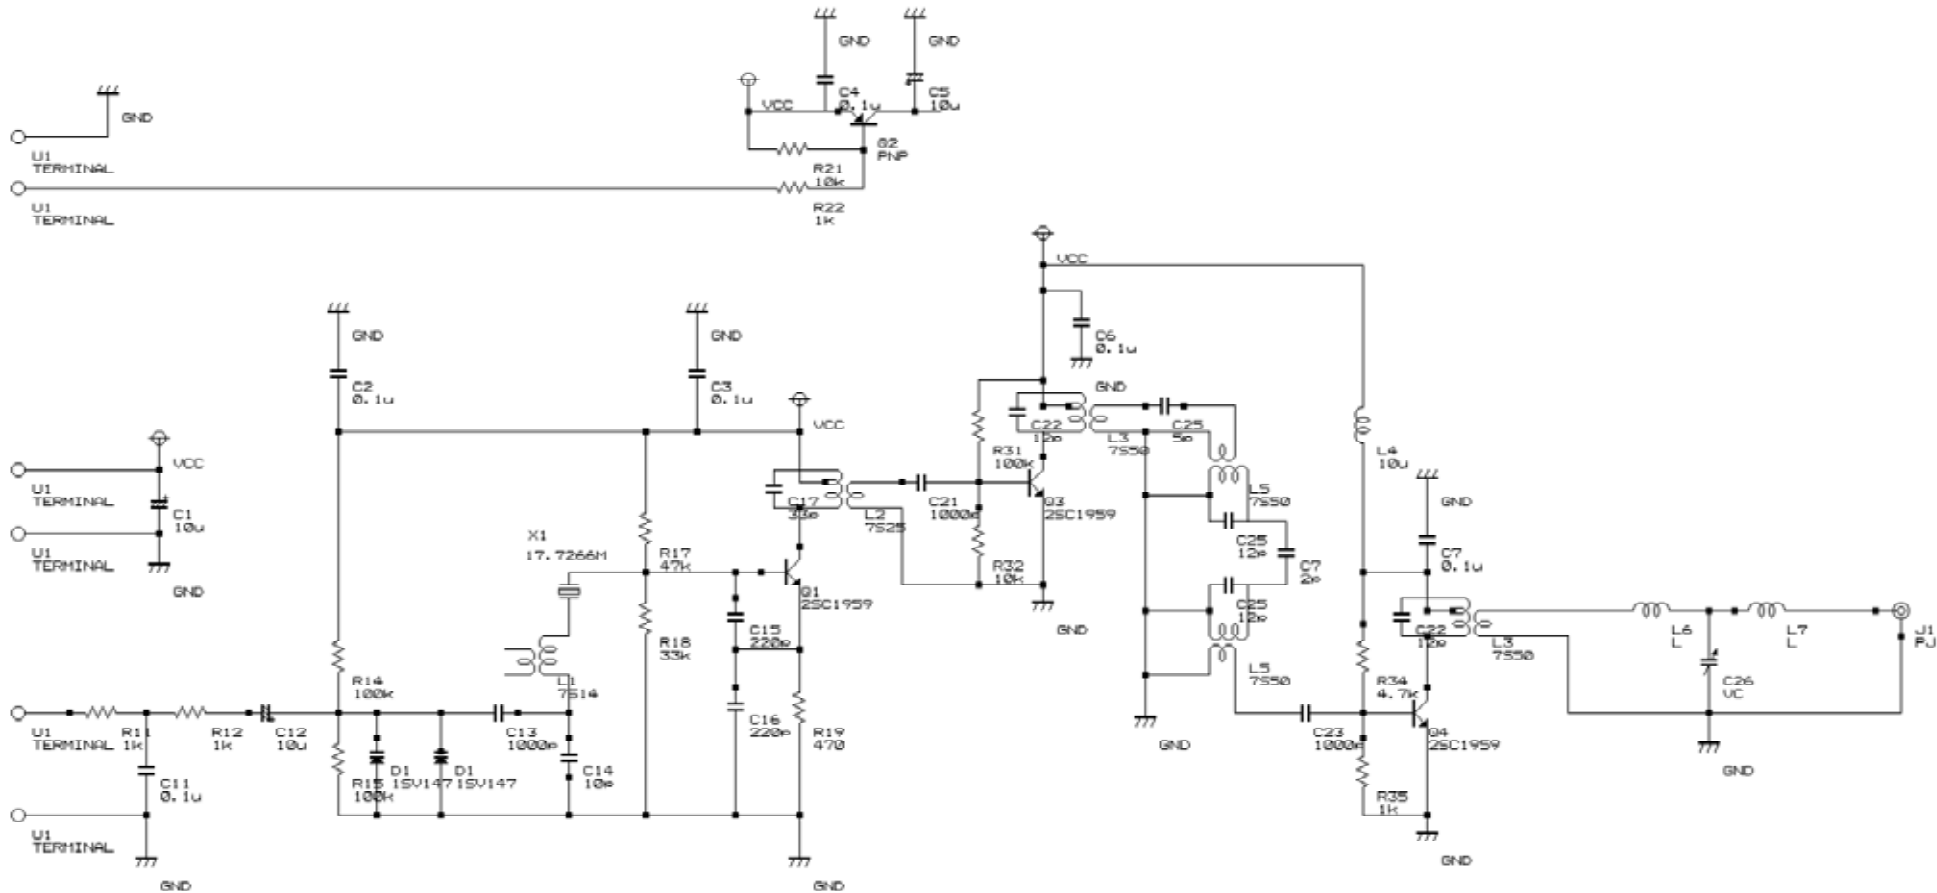 GND
GND
C4
0.1u
C5
10u
VCC
GND
U1
TERMINAL
Q2
PNP
R21
10k
U1
TERMINAL
R22
1k
VCC
GND
GND
C6
0.1u
C2
0.1u
C3
0.1u
GND
VCC
C22
12p
L3
7S50
C25
5p
R31
100k
L4
10u
VCC
U1
TERMINAL
C1
10u
C17
33p
L2
7S25
C21
1000p
Q3
2SC1959
L5
7S50
GND
U1
TERMINAL
X1
17.7266M
R17
47k
R32
10k
C25
12p
C7
2p
C7
0.1u
GND
Q1
2SC1959
C25
12p
GND
C15
220p
R18
33k
C22
12p
L3
7S50
L6
L
L7
L
J1
PJ
L1
7S14
R14
100k
L5
7S50
R34
4.7k
C26
VC
U1
TERMINAL
R11
1k
R12
1k
C12
10u
C13
1000p
C16
220p
R19
470
GND
C23
1000p
Q4
2SC1959
GND
C11
0.1u
R15
100k
D1
1SV147
D1
1SV147
C14
10p
R35
1k
U1
TERMINAL
GND
GND
GND